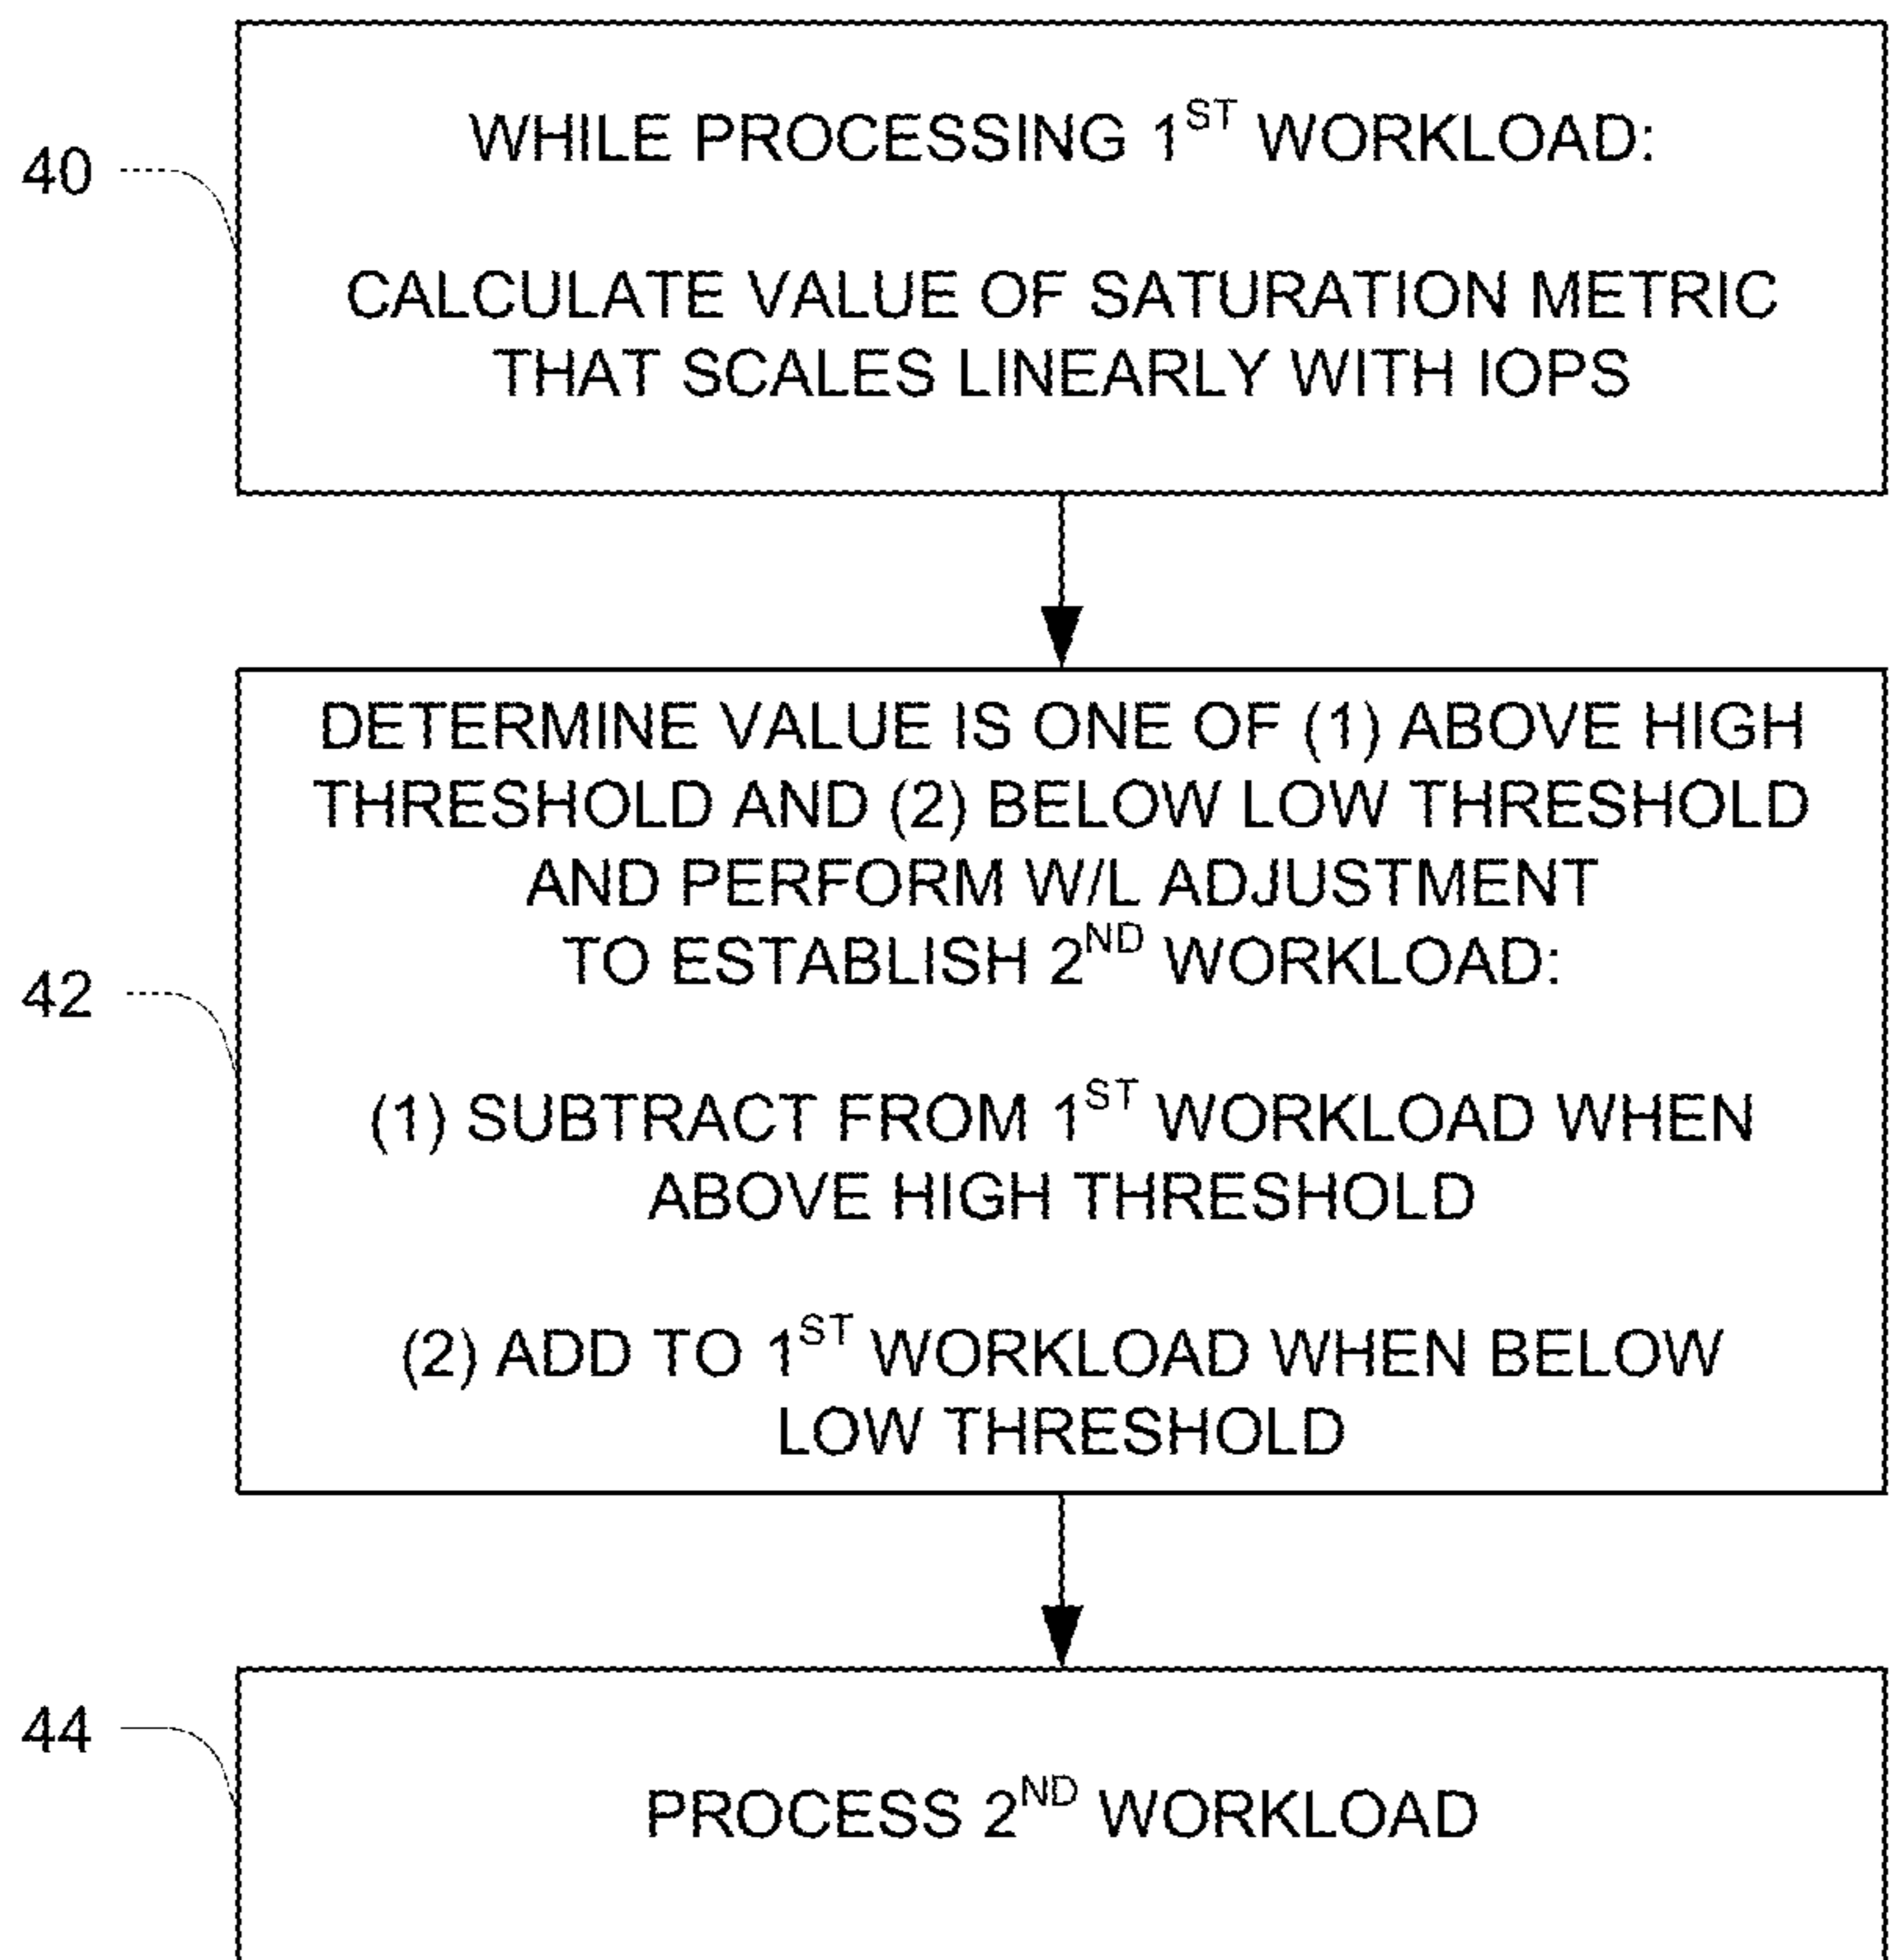 WHILE PROCESSING 1ST WORKLOAD:
40
CALCULATE VALUE OF SATURATION METRIC
THAT SCALES LINEARLY WITH IOPS
DETERMINE VALUE IS ONE OF (1) ABOVE HIGH
THRESHOLD AND (2) BELOW LOW THRESHOLD
AND PERFORM W/L ADJUSTMENT
TO ESTABLISH 2ND WORKLOAD:
42
(1) SUBTRACT FROM 1ST WORKLOAD WHEN
ABOVE HIGH THRESHOLD
(2) ADD TO 1ST WORKLOAD WHEN BELOW
LOW THRESHOLD
44
PROCESS 2ND WORKLOAD